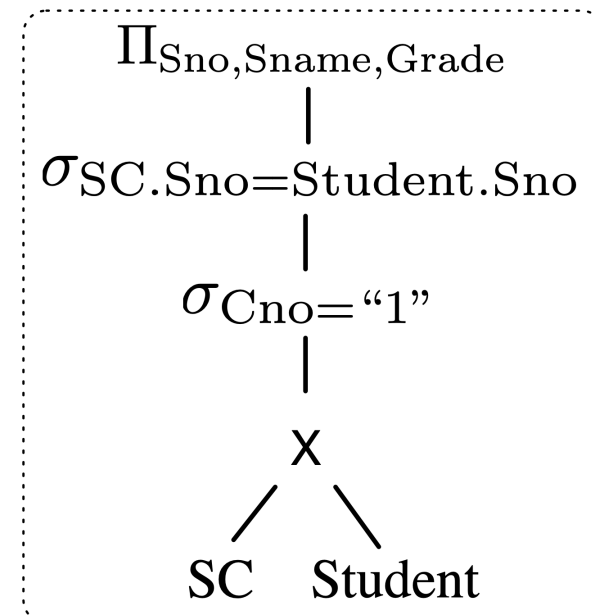 ΠSno,Sname,Grade
σSC.Sno=Student.Sno
σCno=“1”
X
SC Student